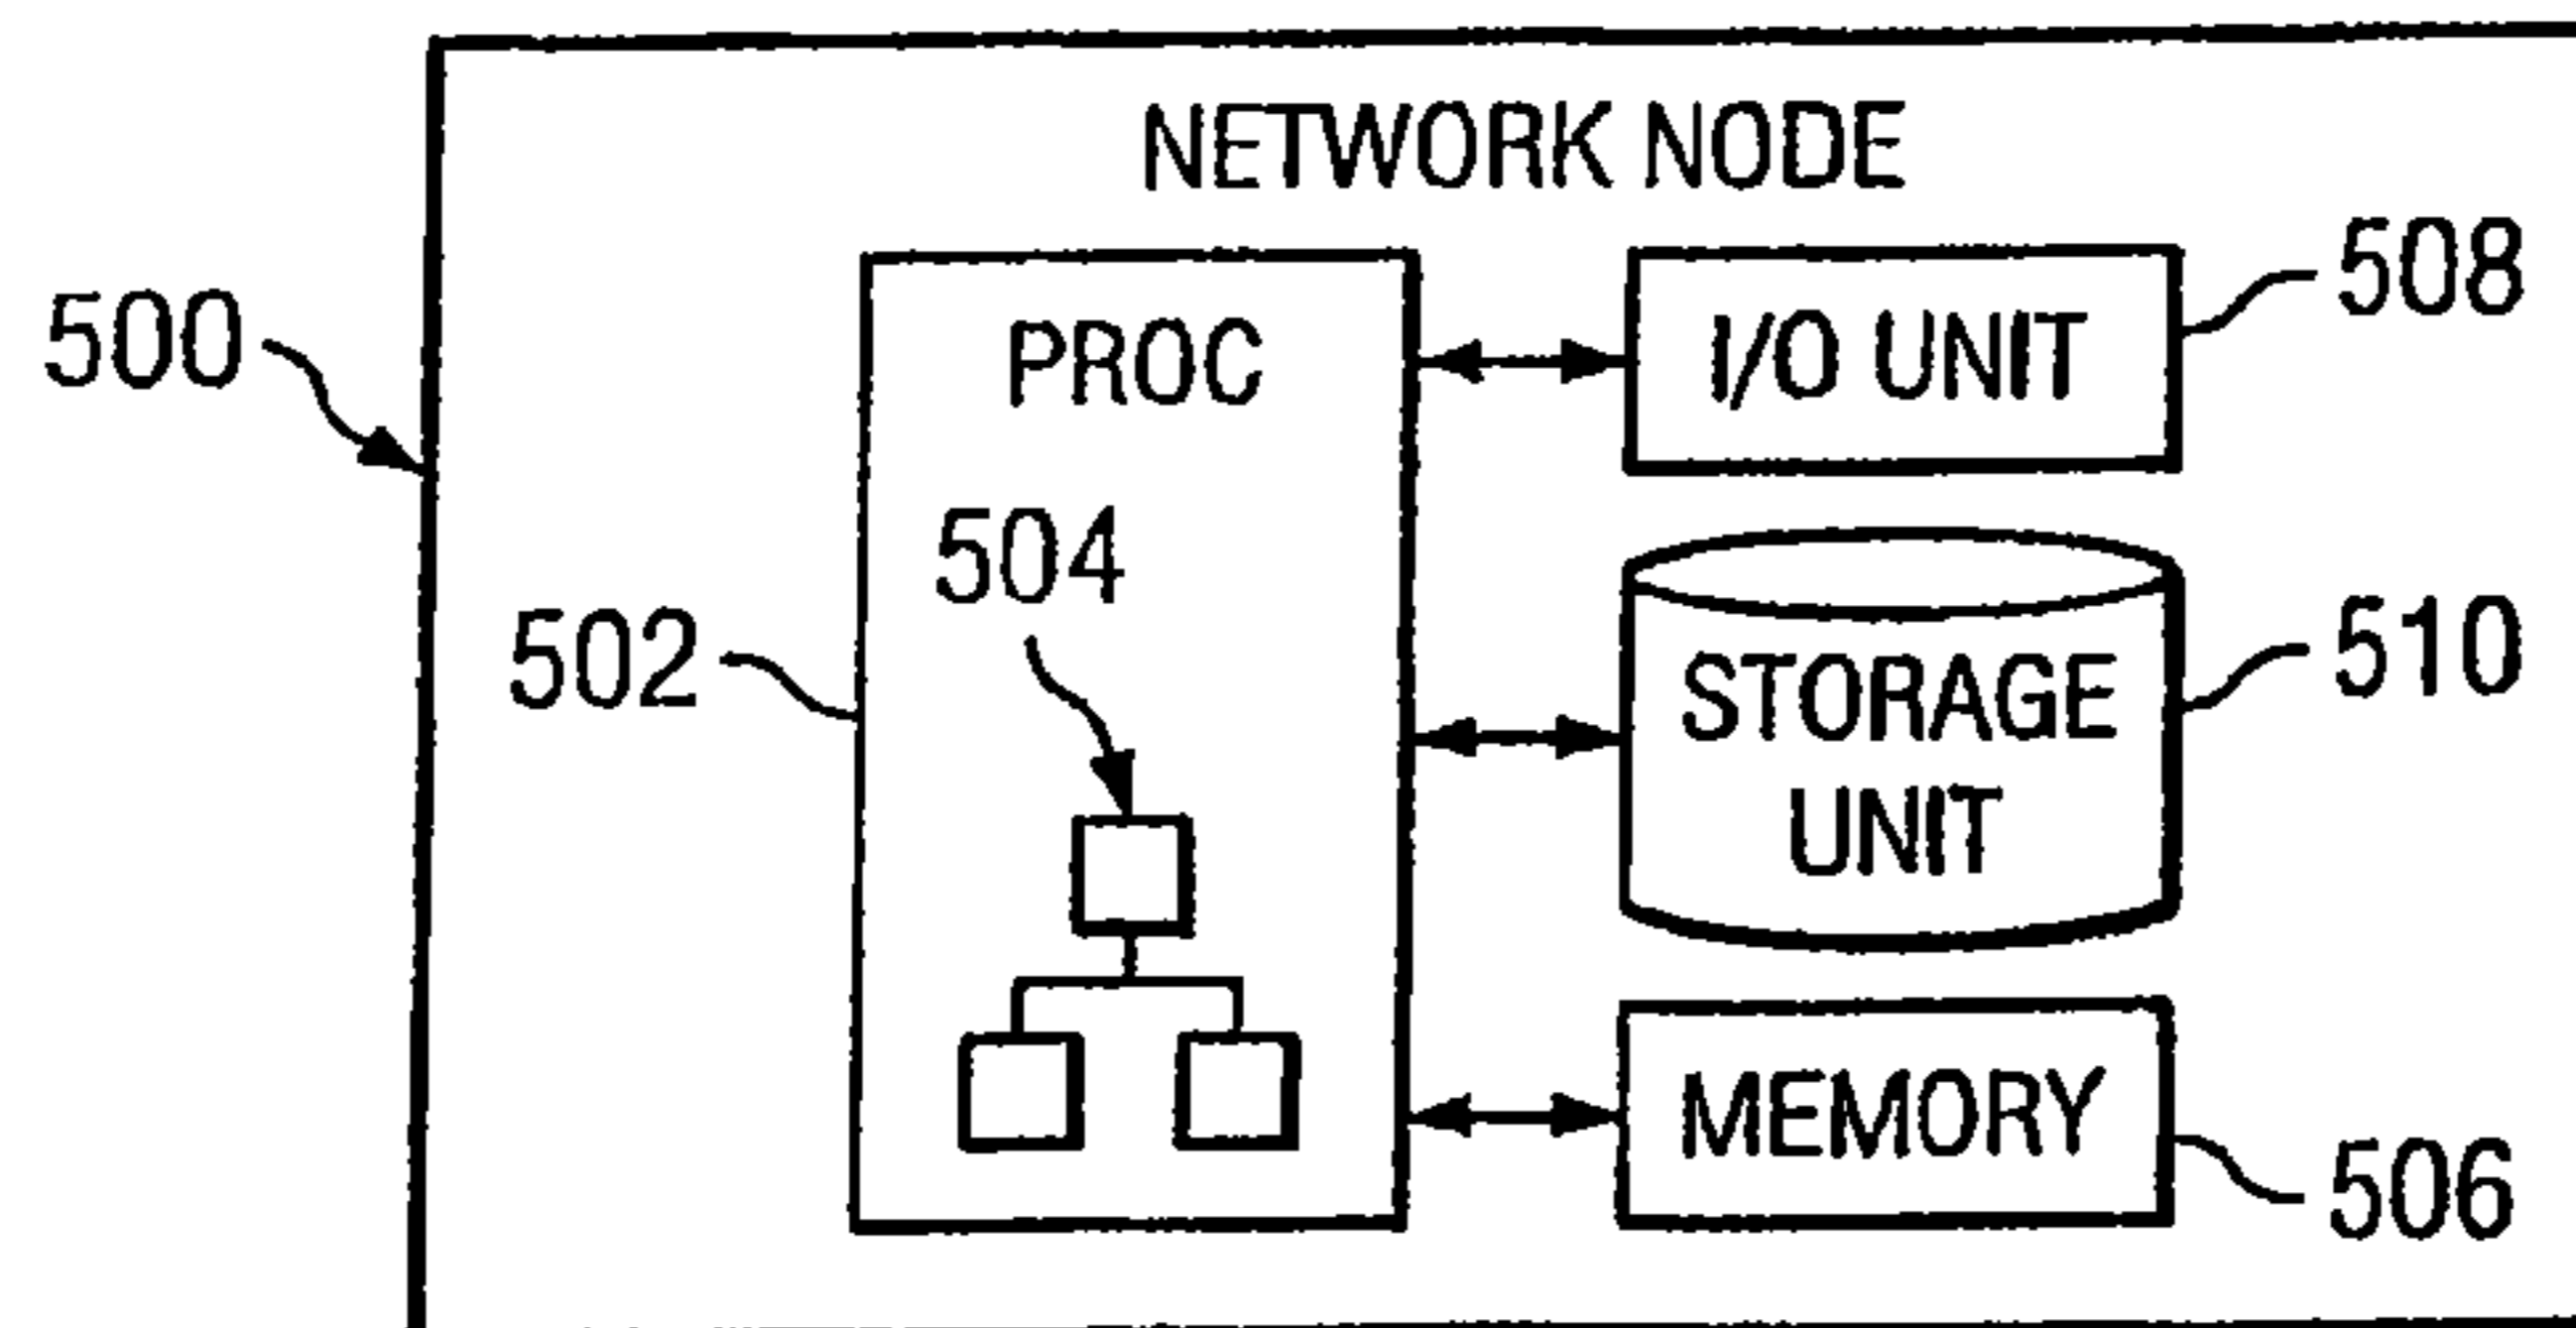 NETWORK NODE
508
I/O UNIT
500
PROC
504
502
510
STORAGE
UNIT
MEMORY
506